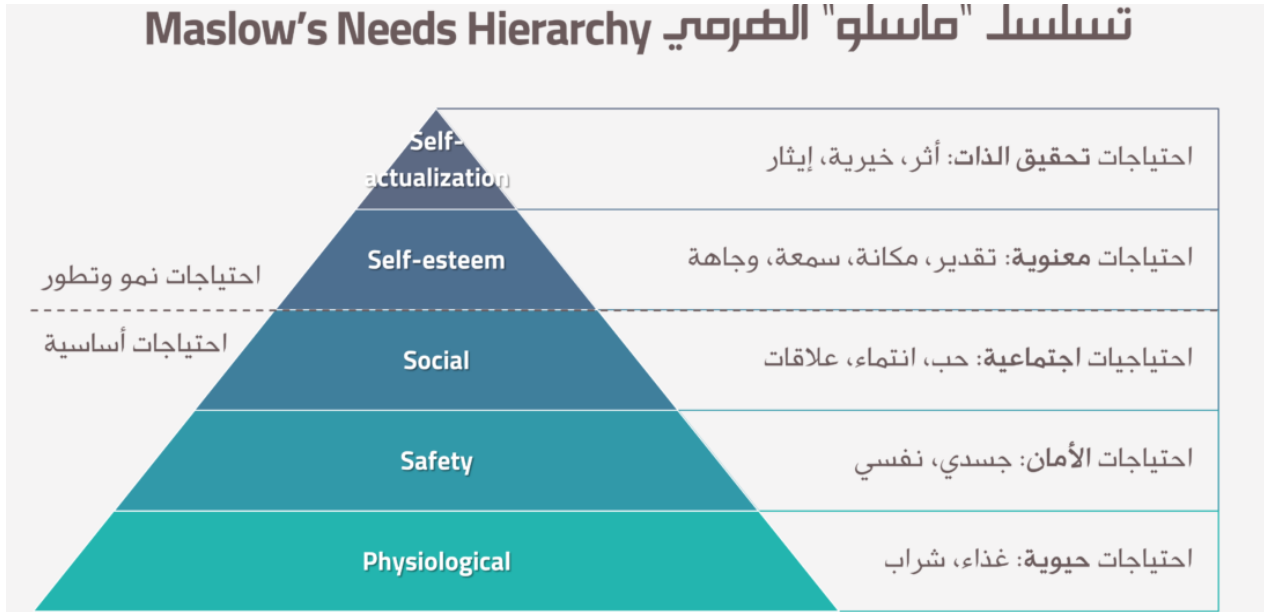 Maslow's Needs Hierarchy تسلسل "ماسلو" الهرمي
Self-
actualization
احتياجات تحقيق الذات: أثر، خيرية، إيثار
Self-esteem
احتياجات معنوية: تقدير، مكانة، سمعة، وجاهة
احتياجات نمو وتطور
احتياجات أساسية
Social
احتياجيات اجتماعية: حب، انتماء، علاقات
Safety
احتياجات الأمان: جسدي، نفسي
Physiological
احتياجات حيوية: غذاء، شراب